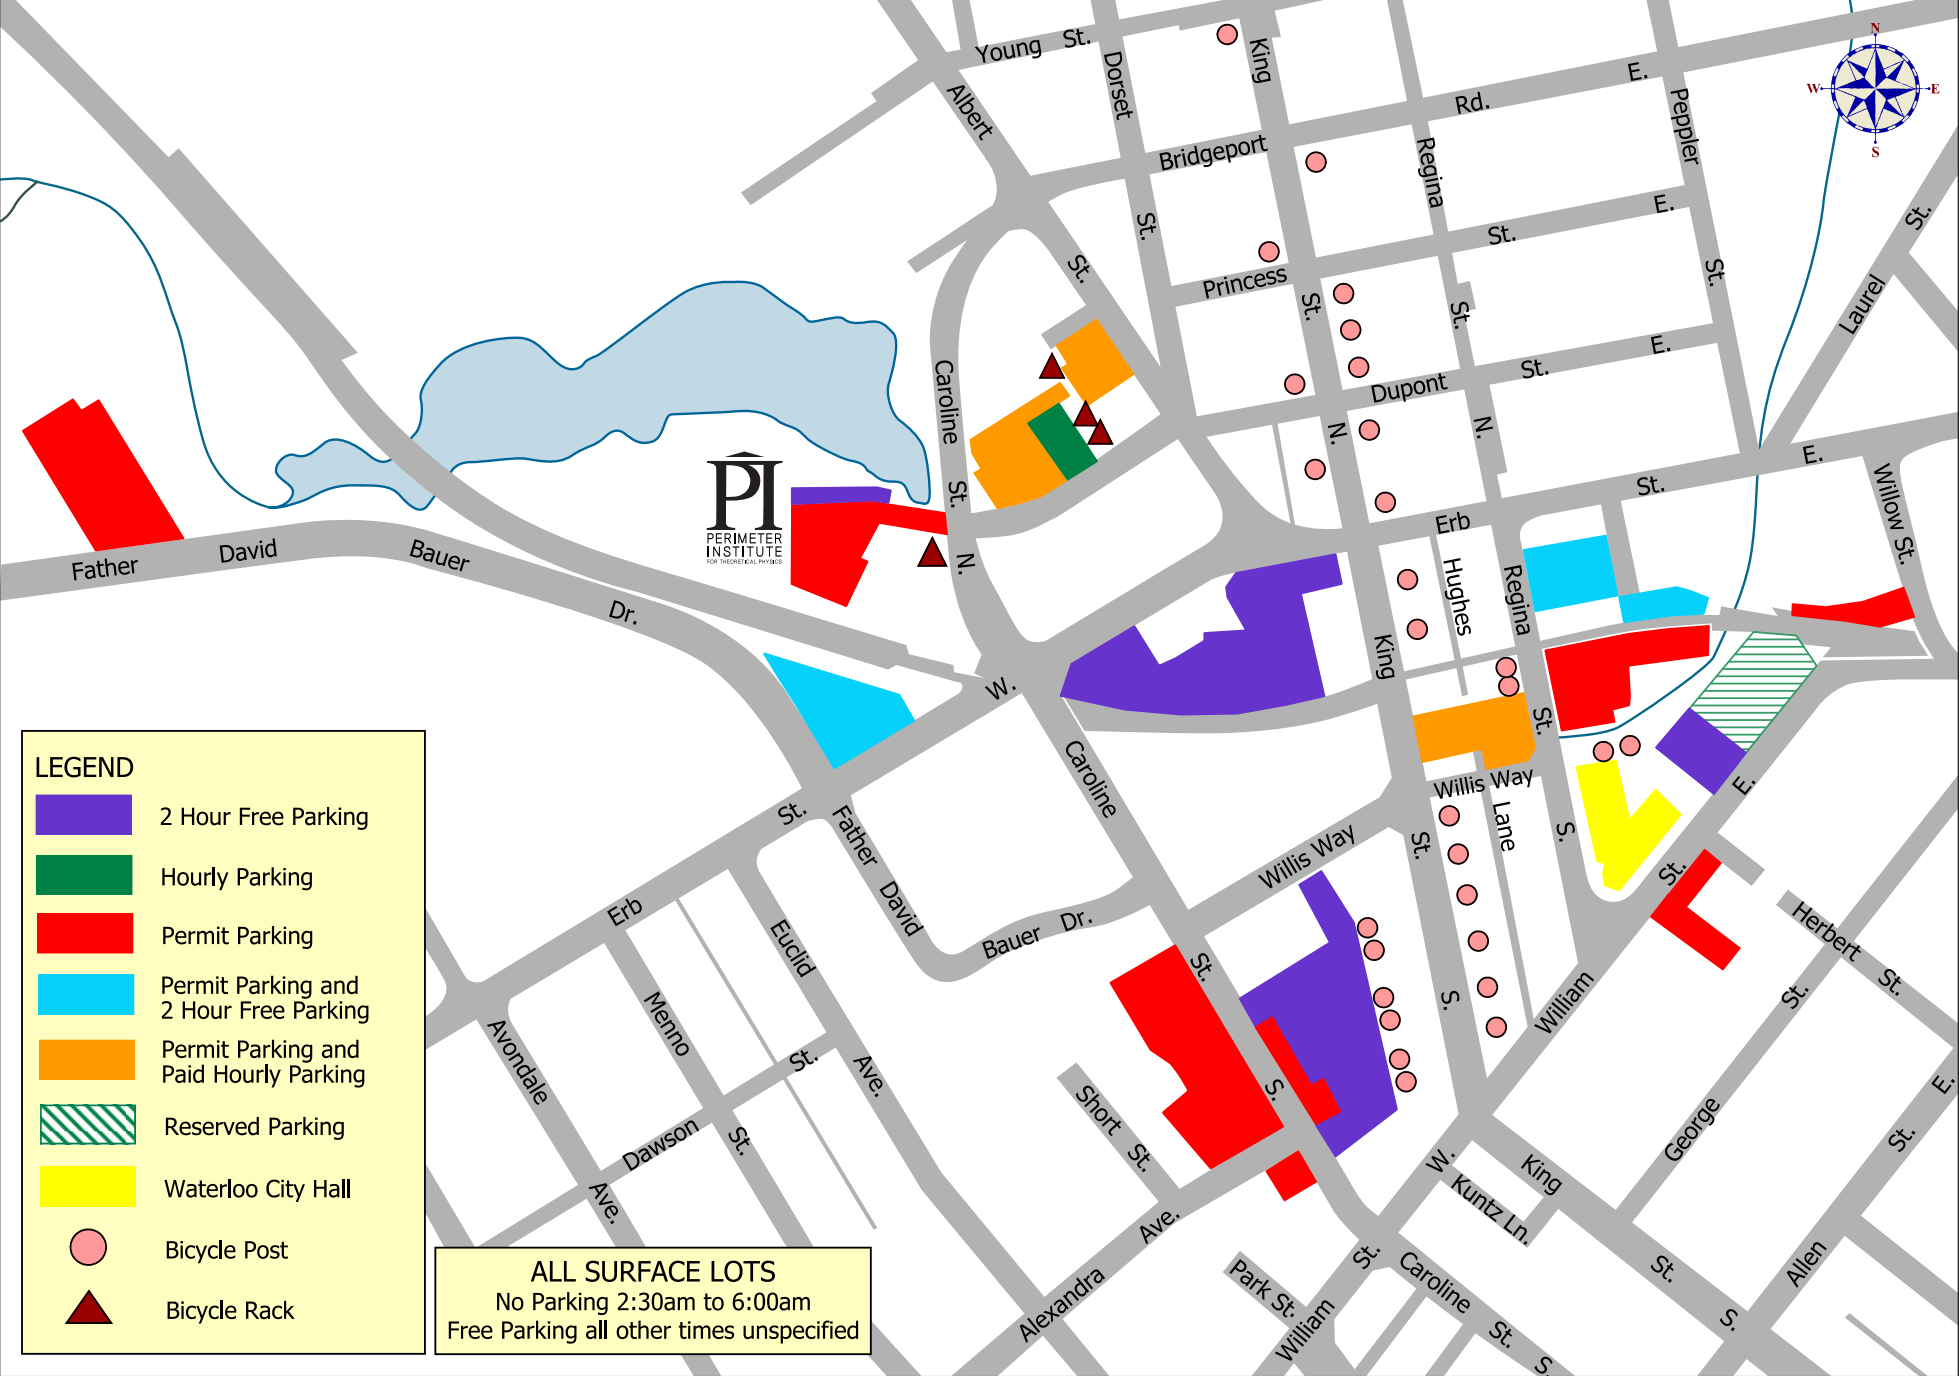 Young St.
Dorset
St.
King
St.
N.
Albert
St.
Bridgeport
Rd.
E.
Regina
St.
N.
Peppler
St.
N
W
E
S
Laurel
St.
Princess
St.
E.
Dupont
St.
E.
Caroline
St.
N.
Erb
St.
E.
Willow St.
PI
PERIMETER
INSTITUTE
FOR THEORETICAL PHYSICS
Father
David
Bauer
Dr.
Hughes
Lane
Regina
St.
S.
King
St.
S.
W.
St.
Erb
Willis Way
Willis Way
Caroline
St.
S.
Father
David
Bauer
Dr.
Euclid
Ave.
Menno
St.
Avondale
Ave.
Dawson
St.
Short
St.
Alexandra
Ave.
William
St.
E.
W.
St.
William
Herbert
St.
George
St.
King
St.
S.
Kuntz Ln.
Allen
St.
E.
Park St.
Caroline
St.
S.
LEGEND
2 Hour Free Parking
Hourly Parking
Permit Parking
Permit Parking and
2 Hour Free Parking
Permit Parking and
Paid Hourly Parking
Reserved Parking
Waterloo City Hall
Bicycle Post
Bicycle Rack
ALL SURFACE LOTS
No Parking 2:30am to 6:00am
Free Parking all other times unspecified